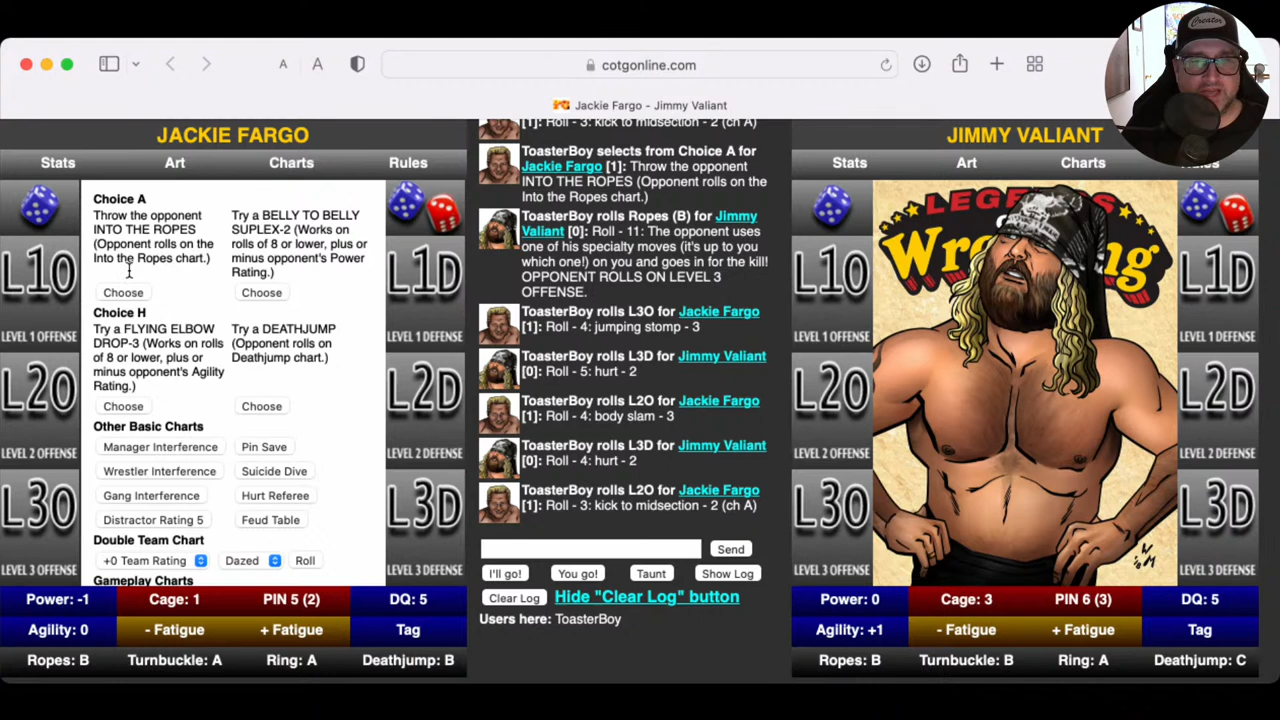 Creator
A A
cotgonline.com
Jackie Fargo - Jimmy Valiant
JACKIE FARGO
Stats Art Charts Rules
L1O
LEVEL 1 OFFENSE
L2O
LEVEL 2 OFFENSE
L3O
LEVEL 3 OFFENSE
Choice A
Throw the opponent
INTO THE ROPES
(Opponent rolls on the
Into the Ropes chart.)
Choose
Try a BELLY TO BELLY
SUPLEX-2 (Works on
rolls of 8 or lower, plus or
minus opponent's Power
Rating.)
Choose
Choice H
Try a FLYING ELBOW
DROP-3 (Works on rolls
of 8 or lower, plus or
minus opponent's Agility
Rating.)
Choose
Try a DEATHJUMP
(Opponent rolls on
Deathjump chart.)
Choose
Other Basic Charts
Manager Interference Pin Save
Wrestler Interference Suicide Dive
Gang Interference Hurt Referee
Distractor Rating 5 Feud Table
Double Team Chart
+0 Team Rating Dazed Roll
Gameplay Charts
L1D
LEVEL 1 DEFENSE
L2D
LEVEL 2 DEFENSE
L3D
LEVEL 3 DEFENSE
Power: -1 Cage: 1 PIN 5 (2) DQ: 5
Agility: 0 - Fatigue + Fatigue Tag
Ropes: B Turnbuckle: A Ring: A Deathjump: B
[1]: Roll - 3: kick to midsection - 2 (ch A)
ToasterBoy selects from Choice A for
Jackie Fargo [1]: Throw the opponent
INTO THE ROPES (Opponent rolls on the
Into the Ropes chart.)
ToasterBoy rolls Ropes (B) for Jimmy
Valiant [0]: Roll - 11: The opponent uses
one of his specialty moves (it's up to you
which one!) on you and goes in for the kill!
OPPONENT ROLLS ON LEVEL 3
OFFENSE.
ToasterBoy rolls L3O for Jackie Fargo
[1]: Roll - 4: jumping stomp - 3
ToasterBoy rolls L3D for Jimmy Valiant
[0]: Roll - 5: hurt - 2
ToasterBoy rolls L2O for Jackie Fargo
[1]: Roll - 4: body slam - 3
ToasterBoy rolls L3D for Jimmy Valiant
[0]: Roll - 4: hurt - 2
ToasterBoy rolls L2O for Jackie Fargo
[1]: Roll - 3: kick to midsection - 2 (ch A)
Send
I'll go! You go! Taunt Show Log
Clear Log Hide "Clear Log" button
Users here: ToasterBoy
JIMMY VALIANT
Stats Art Charts Rules
L1O
LEVEL 1 OFFENSE
L2O
LEVEL 2 OFFENSE
L3O
LEVEL 3 OFFENSE
LEGENDS
Wrestling
L1D
LEVEL 1 DEFENSE
L2D
LEVEL 2 DEFENSE
L3D
LEVEL 3 DEFENSE
Power: 0 Cage: 3 PIN 6 (3) DQ: 5
Agility: +1 - Fatigue + Fatigue Tag
Ropes: B Turnbuckle: B Ring: A Deathjump: C